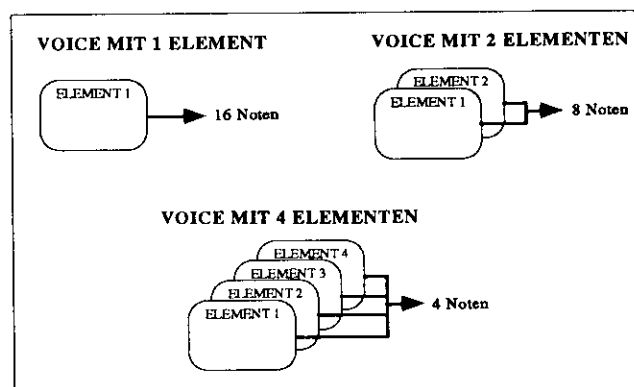 VOICE MIT 1 ELEMENT
ELEMENT 1
16 Noten
VOICE MIT 2 ELEMENTEN
ELEMENT 2
ELEMENT 1
8 Noten
VOICE MIT 4 ELEMENTEN
ELEMENT 4
ELEMENT 3
ELEMENT 2
ELEMENT 1
4 Noten